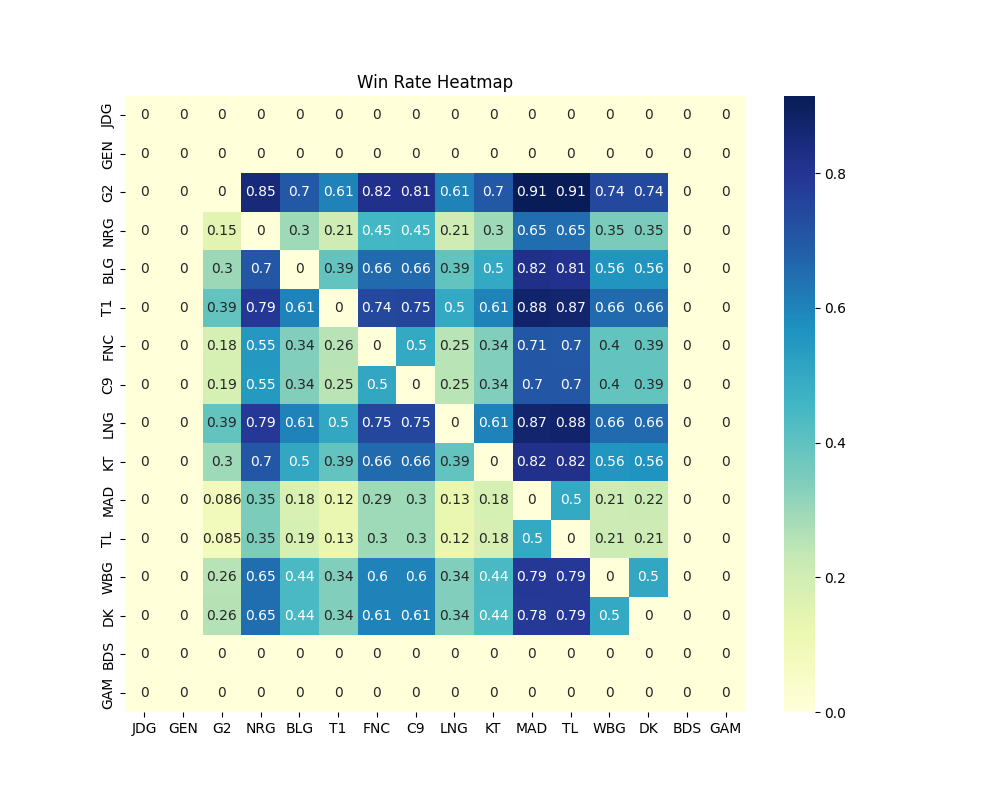 Win Rate Heatmap
JDG 0 0 0 0 0 0 0 0 0 0 0 0 0 0 0 0
GEN 0 0 0 0 0 0 0 0 0 0 0 0 0 0 0 0
G2 0 0 0 0.85 0.7 0.61 0.82 0.81 0.61 0.7 0.91 0.91 0.74 0.74 0 0
NRG 0 0 0.15 0 0.3 0.21 0.45 0.45 0.21 0.3 0.65 0.65 0.35 0.35 0 0
BLG 0 0 0.3 0.7 0 0.39 0.66 0.66 0.39 0.5 0.82 0.81 0.56 0.56 0 0
T1 0 0 0.39 0.79 0.61 0 0.74 0.75 0.5 0.61 0.88 0.87 0.66 0.66 0 0
FNC 0 0 0.18 0.55 0.34 0.26 0 0.5 0.25 0.34 0.71 0.7 0.4 0.39 0 0
C9 0 0 0.19 0.55 0.34 0.25 0.5 0 0.25 0.34 0.7 0.7 0.4 0.39 0 0
LNG 0 0 0.39 0.79 0.61 0.5 0.75 0.75 0 0.61 0.87 0.88 0.66 0.66 0 0
KT 0 0 0.3 0.7 0.5 0.39 0.66 0.66 0.39 0 0.82 0.82 0.56 0.56 0 0
MAD 0 0 0.086 0.35 0.18 0.12 0.29 0.3 0.13 0.18 0 0.5 0.21 0.22 0 0
TL 0 0 0.085 0.35 0.19 0.13 0.3 0.3 0.12 0.18 0.5 0 0.21 0.21 0 0
WBG 0 0 0.26 0.65 0.44 0.34 0.6 0.6 0.34 0.44 0.79 0.79 0 0.5 0 0
DK 0 0 0.26 0.65 0.44 0.34 0.61 0.61 0.34 0.44 0.78 0.79 0.5 0 0 0
BDS 0 0 0 0 0 0 0 0 0 0 0 0 0 0 0 0
GAM 0 0 0 0 0 0 0 0 0 0 0 0 0 0 0 0
JDG GEN G2 NRG BLG T1 FNC C9 LNG KT MAD TL WBG DK BDS GAM
0.8
0.6
0.4
0.2
0.0